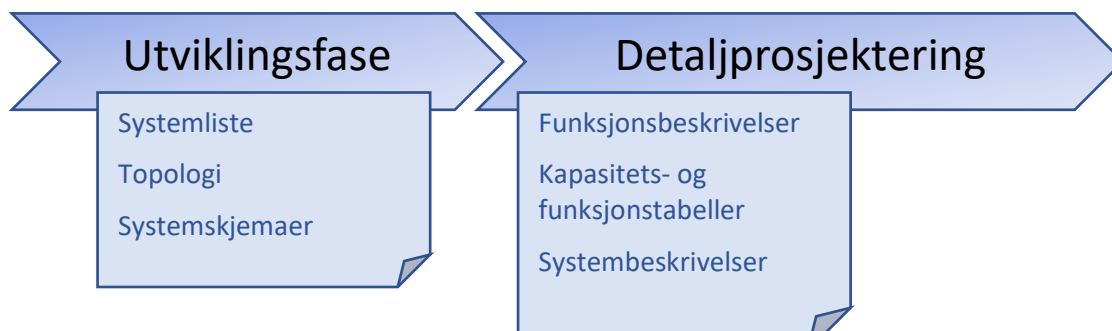 Utviklingsfase
Systemliste
Topologi
Systemskjemaer
Detaljprosjektering
Funksjonsbeskrivelser
Kapasitets- og
funksjonstabeller
Systembeskrivelser